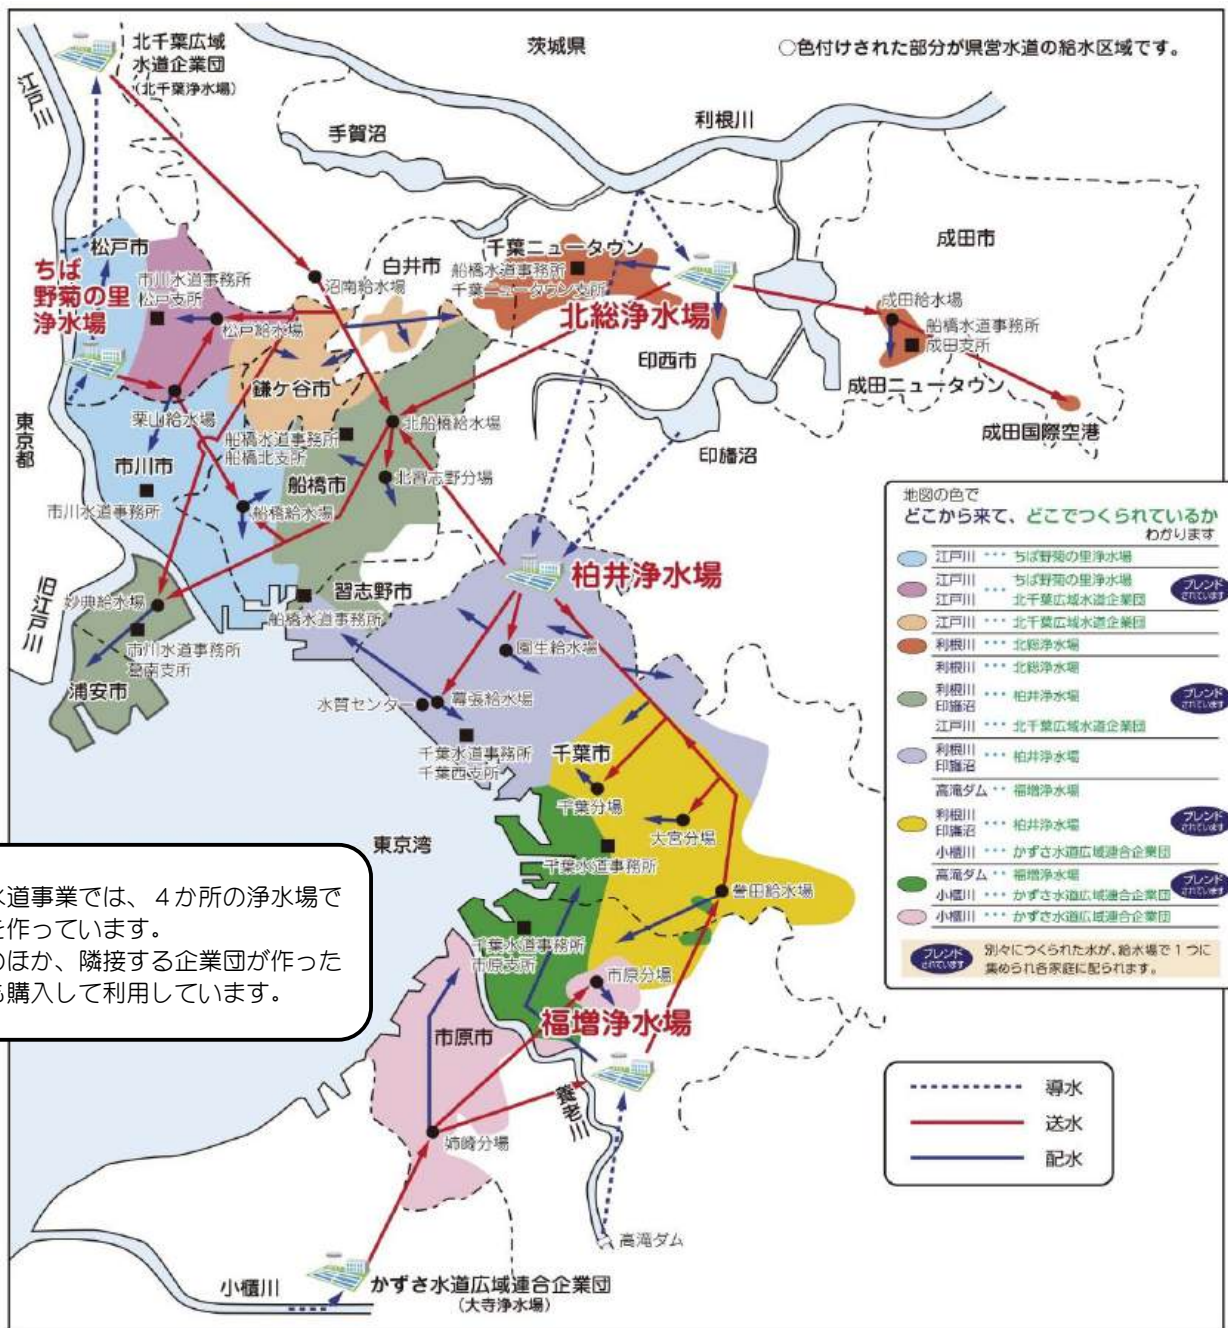 北千葉広域
水道企業団
(北千葉浄水場)
茨城県
○色付けされた部分が県営水道の給水区域です。
江戸川
手賀沼
利根川
松戸市
ちば
野菊の里
浄水場
市川水道事務所
松戸支所
松戸給水場
沼南給水場
白井市
千葉ニュータウン
船橋水道事務所
千葉ニュータウン支所
北総浄水場
成田市
成田給水場
船橋水道事務所
成田支所
成田ニュータウン
成田国際空港
印西市
印旛沼
鎌ケ谷市
東京都
栗山給水場
市川市
市川水道事務所
船橋水道事務所
船橋北支所
北船橋給水場
北習志野分場
船橋市
船橋給水場
旧江戸川
妙典給水場
市川水道事務所
葛南支所
浦安市
習志野市
船橋水道事務所
柏井浄水場
園生給水場
水質センター
幕張給水場
千葉水道事務所
千葉西支所
千葉市
千葉分場
大宮分場
東京湾
千葉水道事務所
誉田給水場
千葉水道事務所
市原支所
市原分場
福増浄水場
市原市
養老川
姉崎分場
高滝ダム
小櫃川
かずさ水道広域連合企業団
(大寺浄水場)
水道事業では、4か所の浄水場で
を作っています。
のほか、隣接する企業団が作った
も購入して利用しています。
地図の色で
どこから来て、どこでつくられているか
わかります
江戸川 ･･･ ちば野菊の里浄水場
江戸川 ちば野菊の里浄水場
江戸川 ･･･ 北千葉広域水道企業団
ブレンド
されています
江戸川 ･･･ 北千葉広域水道企業団
利根川 ･･･ 北総浄水場
利根川 ･･･ 北総浄水場
利根川
印旛沼 ･･･ 柏井浄水場
ブレンド
されています
江戸川 ･･･ 北千葉広域水道企業団
利根川
印旛沼 ･･･ 柏井浄水場
高滝ダム ･･ 福増浄水場
利根川
印旛沼 ･･･ 柏井浄水場
ブレンド
されています
小櫃川 ･･･ かずさ水道広域連合企業団
高滝ダム ･･ 福増浄水場
小櫃川 ･･･ かずさ水道広域連合企業団
ブレンド
されています
小櫃川 ･･･ かずさ水道広域連合企業団
ブレンド
されています
別々につくられた水が、給水場で1つに
集められ各家庭に配られます。
導水
送水
配水